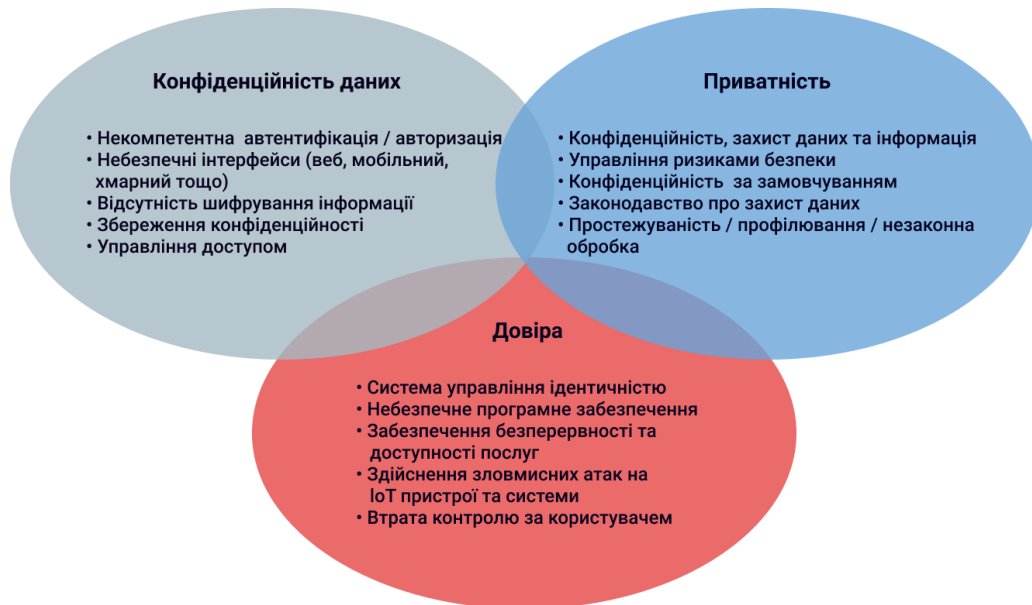 Конфіденційність даних
• Некомпетентна автентифікація / авторизація
• Небезпечні інтерфейси (веб, мобільний,
хмарний тощо)
• Відсутність шифрування інформації
• Збереження конфіденційності
• Управління доступом
Приватність
• Конфіденційність, захист даних та інформація
• Управління ризиками безпеки
• Конфіденційність за замовчуванням
• Законодавство про захист даних
• Простежуваність / профілювання / незаконна
обробка
Довіра
• Система управління ідентичністю
• Небезпечне програмне забезпечення
• Забезпечення безперервності та
доступності послуг
• Здійснення зловмисних атак на
IoT пристрої та системи
• Втрата контролю за користувачем